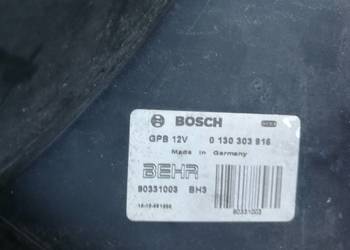 BOSCH
GPB 12V 0 130 303 916
Made in Germany
BEHR
90331003 BH3
90331003